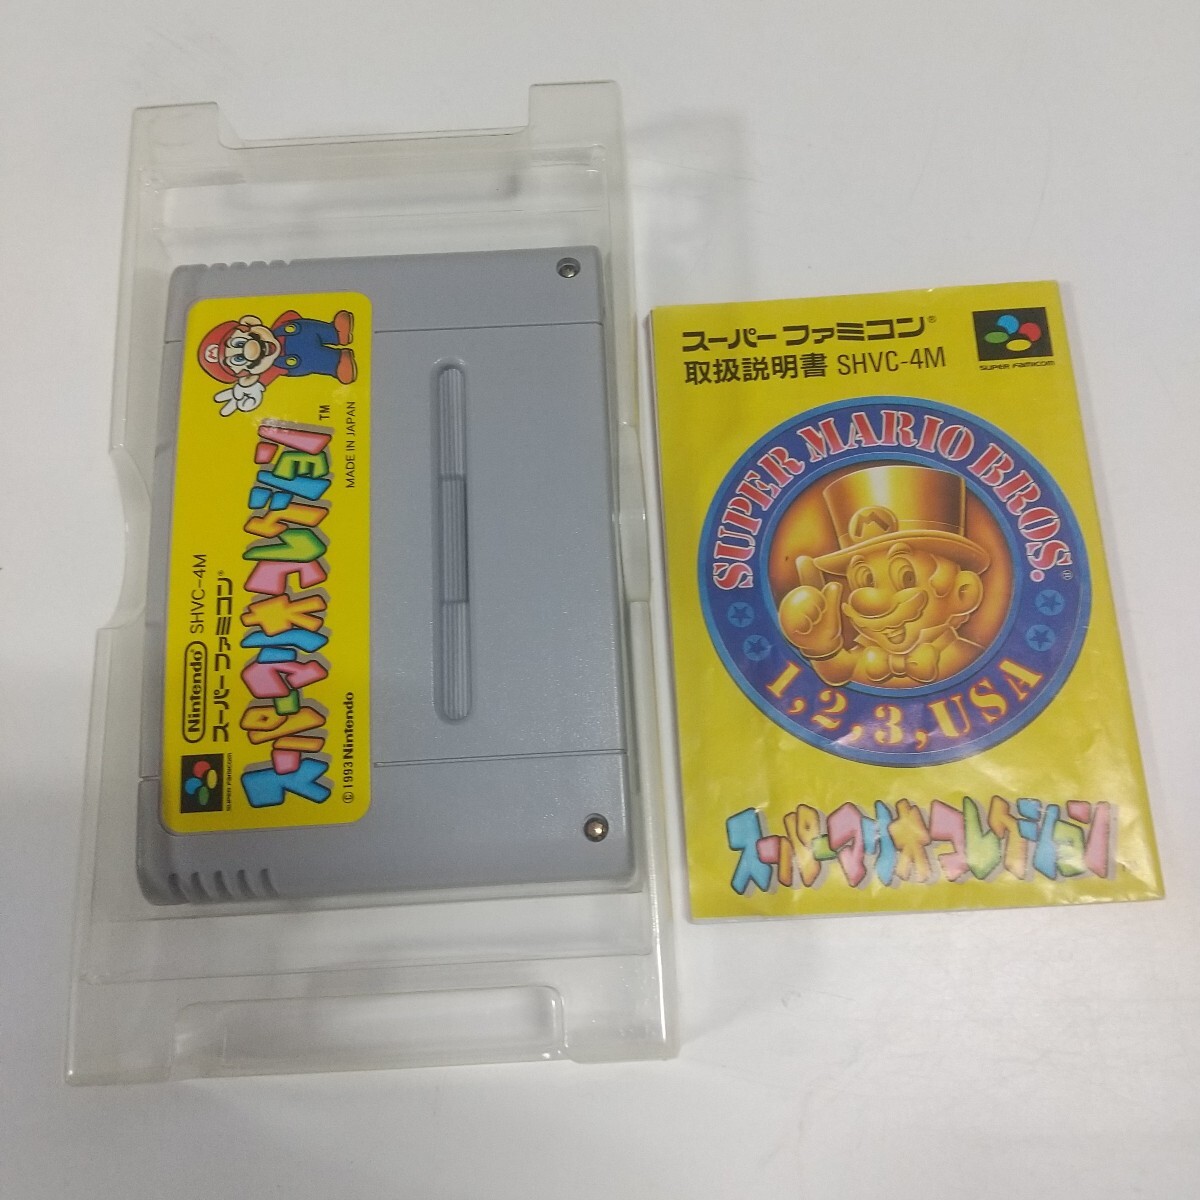 スーパーマリオコレクション
TM
MADE IN JAPAN
Nintendo
SHVC-4M
スーパーファミコン®
SUPER FAMICOM
©1993 Nintendo
M
スーパーファミコン®
取扱説明書 SHVC-4M
SUPER FAMICOM
SUPER MARIO BROS.®
M
1, 2, 3, USA
スーパーマリオコレクション